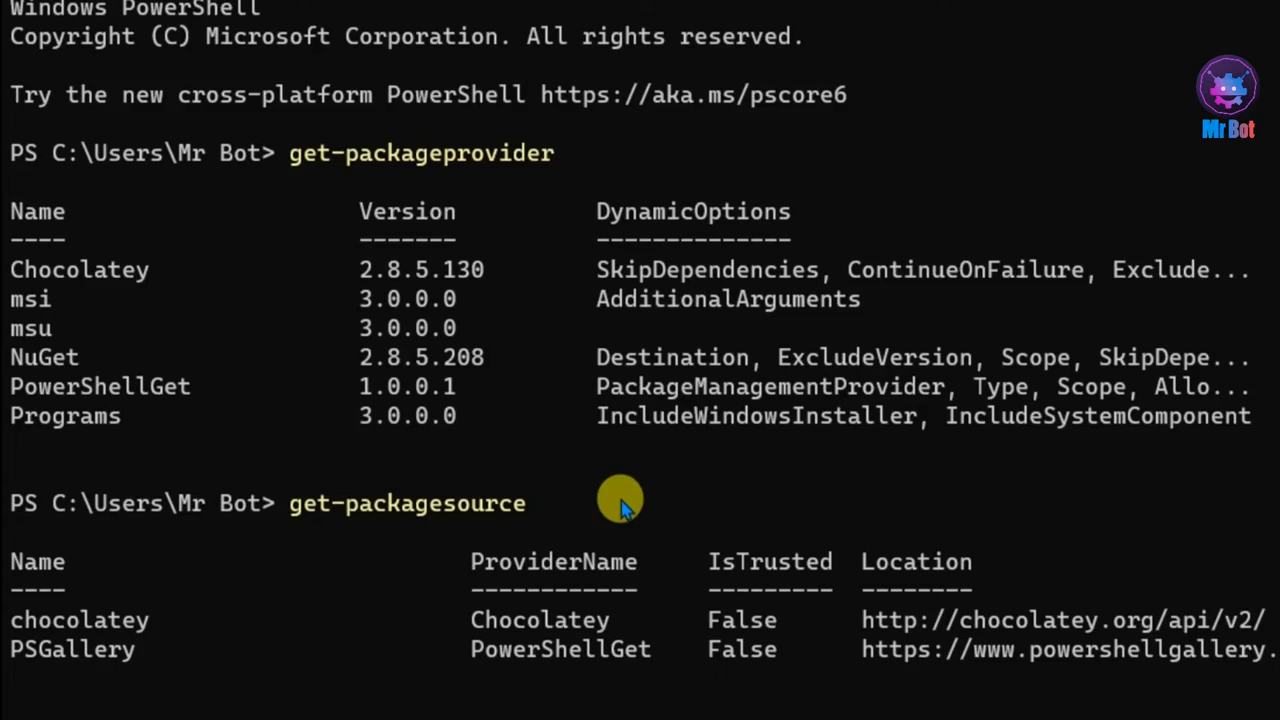 Windows PowerShell
Copyright (C) Microsoft Corporation. All rights reserved.
Try the new cross-platform PowerShell https://aka.ms/pscore6
Mr Bot
PS C:\Users\Mr Bot> get-packageprovider
Name Version DynamicOptions
---- ------- --------------
Chocolatey 2.8.5.130 SkipDependencies, ContinueOnFailure, Exclude...
msi 3.0.0.0 AdditionalArguments
msu 3.0.0.0
NuGet 2.8.5.208 Destination, ExcludeVersion, Scope, SkipDepe...
PowerShellGet 1.0.0.1 PackageManagementProvider, Type, Scope, Allo...
Programs 3.0.0.0 IncludeWindowsInstaller, IncludeSystemComponent
PS C:\Users\Mr Bot> get-packagesource
Name ProviderName IsTrusted Location
---- ------------ --------- --------
chocolatey Chocolatey False http://chocolatey.org/api/v2/
PSGallery PowerShellGet False https://www.powershellgallery.